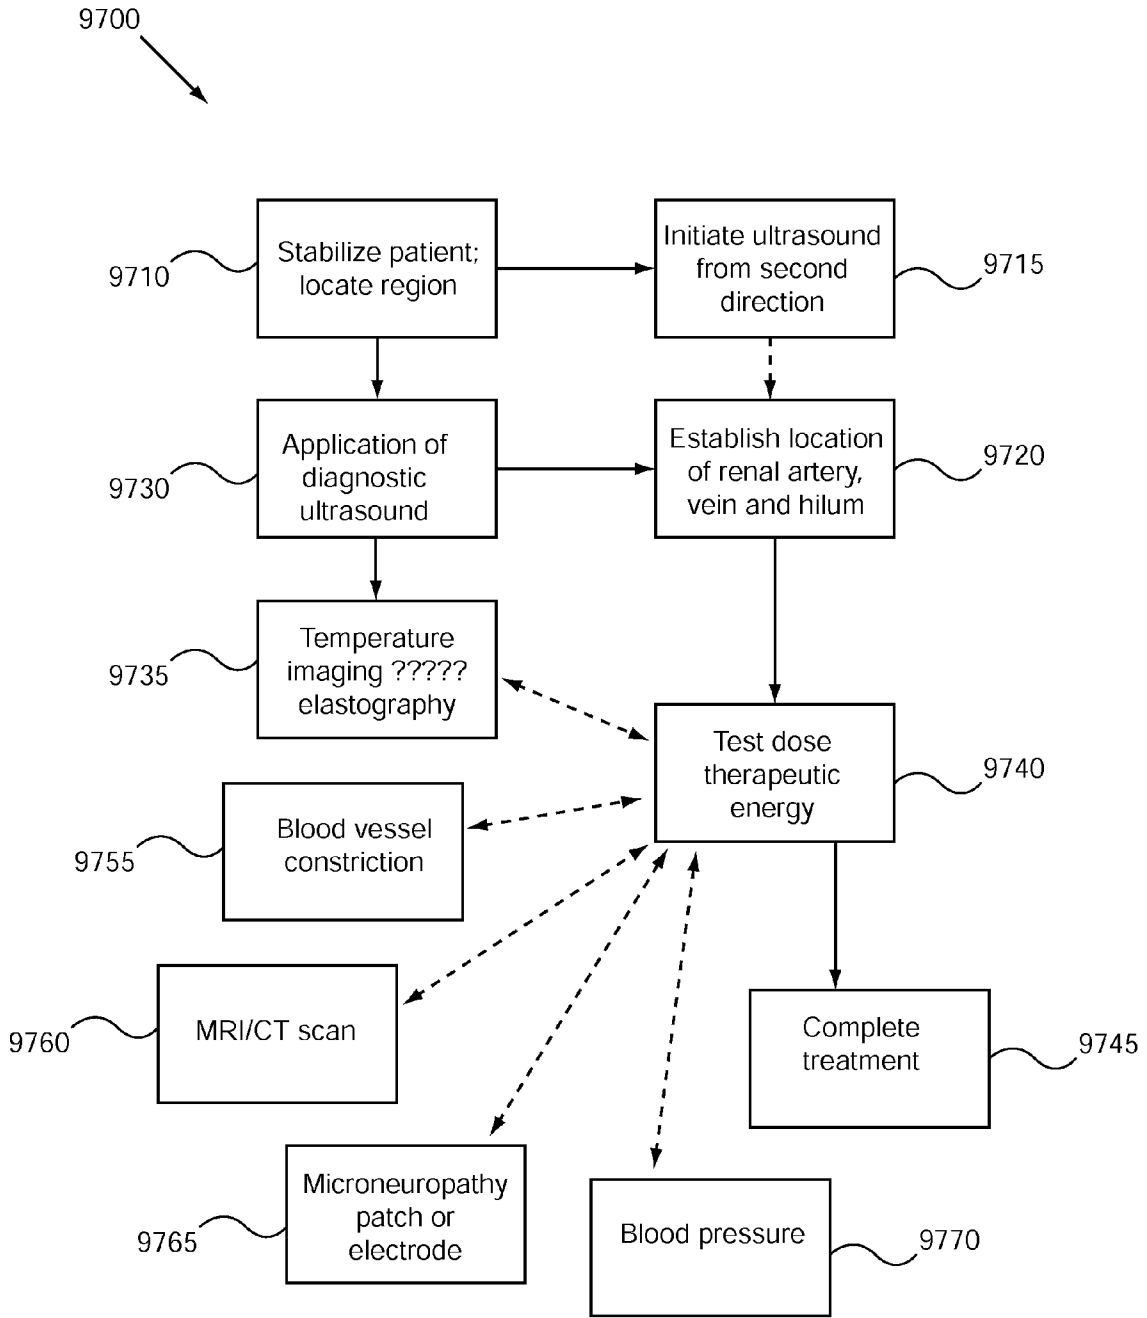 9700
9710
Stabilize patient;
locate region
Initiate ultrasound
from second
direction
9715
9730
Application of
diagnostic
ultrasound
Establish location
of renal artery,
vein and hilum
9720
9735
Temperature
imaging ?????
elastography
Test dose
therapeutic
energy
9740
9755
Blood vessel
constriction
9760
MRI/CT scan
Complete
treatment
9745
9765
Microneuropathy
patch or
electrode
Blood pressure
9770